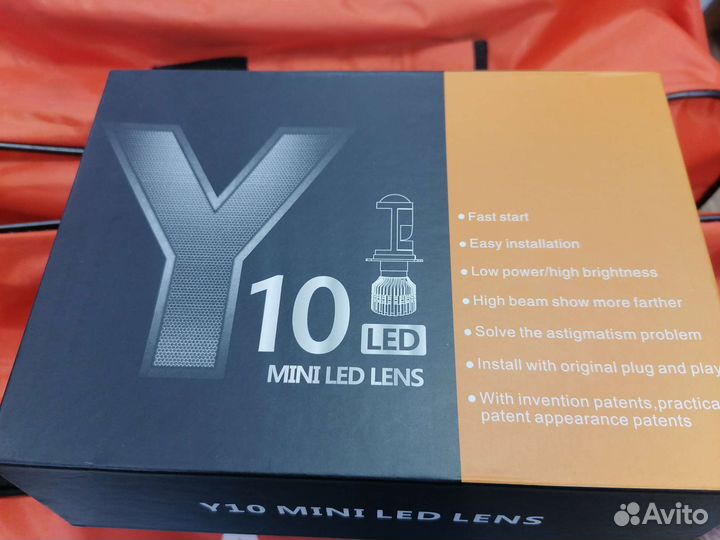 Y
10
LED
MINI LED LENS
• Fast start
• Easy installation
• Low power/high brightness
• High beam show more farther
• Solve the astigmatism problem
• Install with original plug and play
• With invention patents,practica
patent appearance patents
Y10 MINI LED LENS
Avito